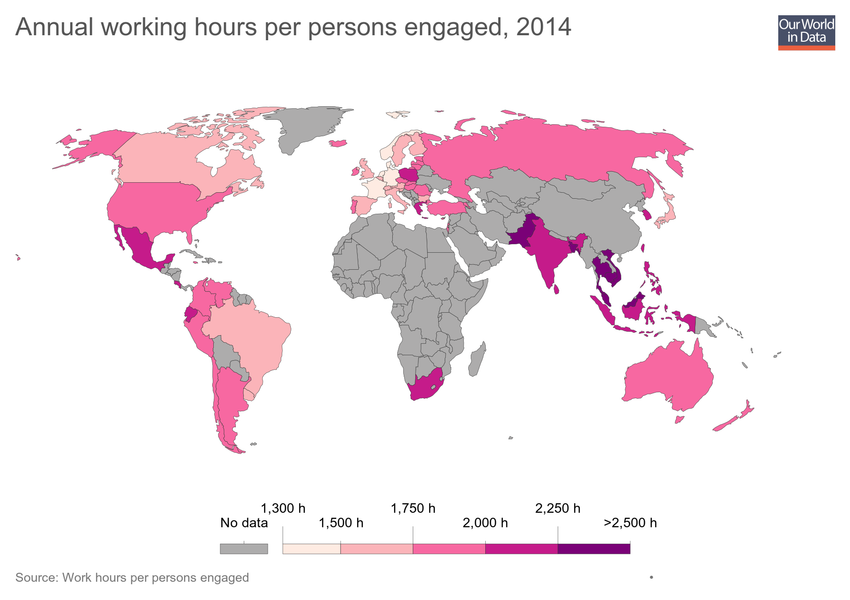 Annual working hours per persons engaged, 2014
Our World
in Data
1,300 h
1,750 h
2,250 h
No data
1,500 h
2,000 h
>2,500 h
Source: Work hours per persons engaged